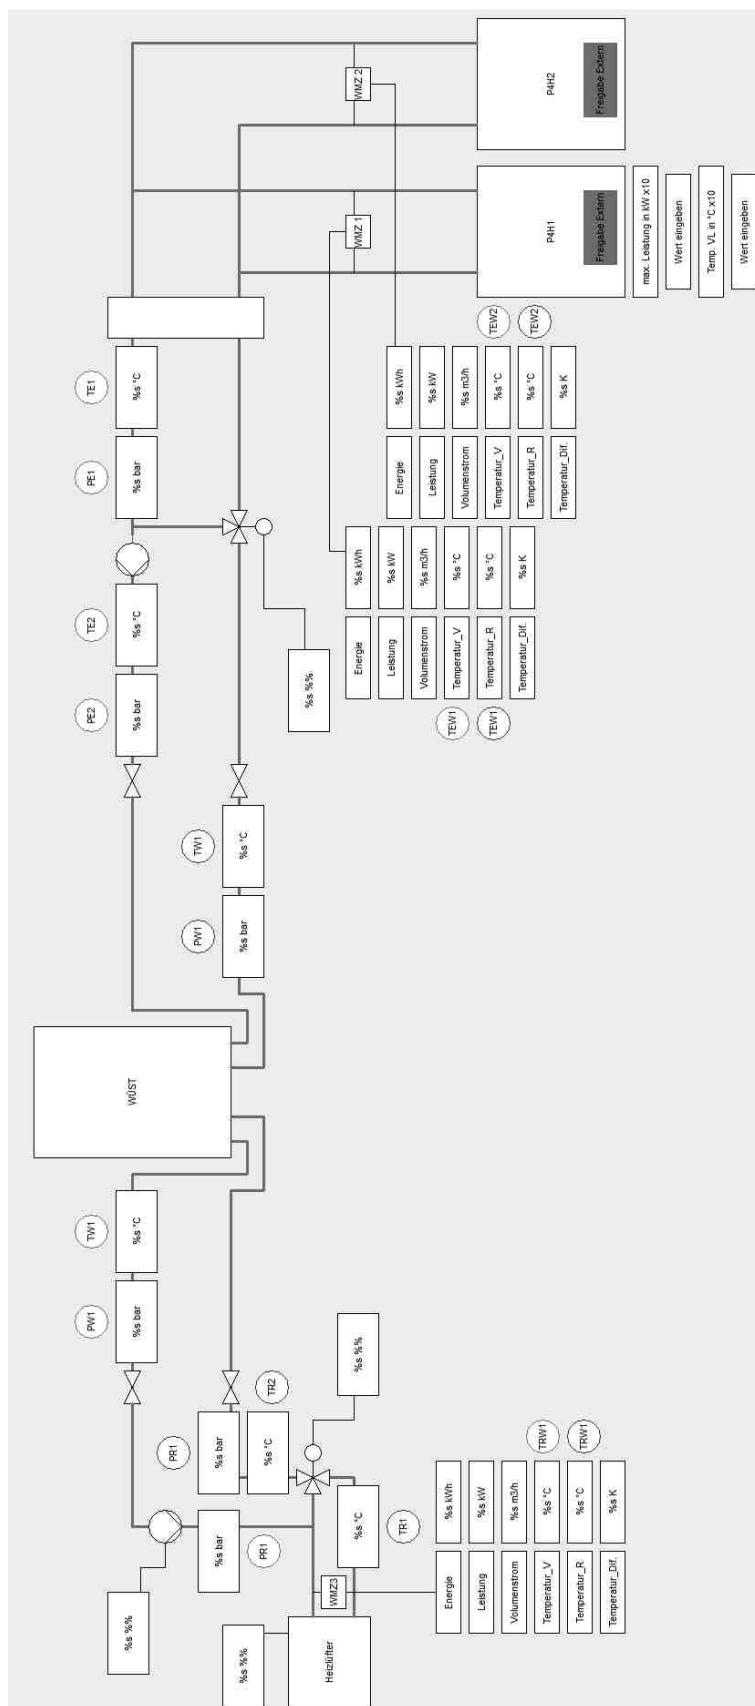 P4H2
Freigabe Extern
WMZ 2
P4H1
Freigabe Extern
WMZ 1
max. Leistung in kW x10
Wert eingeben
Temp. VL in °C x10
Wert eingeben
TE1
%s °C
PE1
%s bar
TE2
%s °C
PE2
%s bar
%s %%
TEW2
TEW2
Energie
%s kWh
Leistung
%s kW
Volumenstrom
%s m3/h
Temperatur_V
%s °C
Temperatur_R
%s °C
Temperatur_Dif.
%s K
Energie
%s kWh
Leistung
%s kW
Volumenstrom
%s m3/h
Temperatur_V
%s °C
Temperatur_R
%s °C
Temperatur_Dif.
%s K
TEW1
TEW1
TW1
%s °C
PW1
%s bar
WÜST
TW1
%s °C
PW1
%s bar
PR1
%s bar
TR2
%s °C
%s %%
PR1
%s bar
TR1
%s °C
%s %%
%s %%
WMZ3
Heizlüfter
TRW1
TRW1
Energie
%s kWh
Leistung
%s kW
Volumenstrom
%s m3/h
Temperatur_V
%s °C
Temperatur_R
%s °C
Temperatur_Dif.
%s K